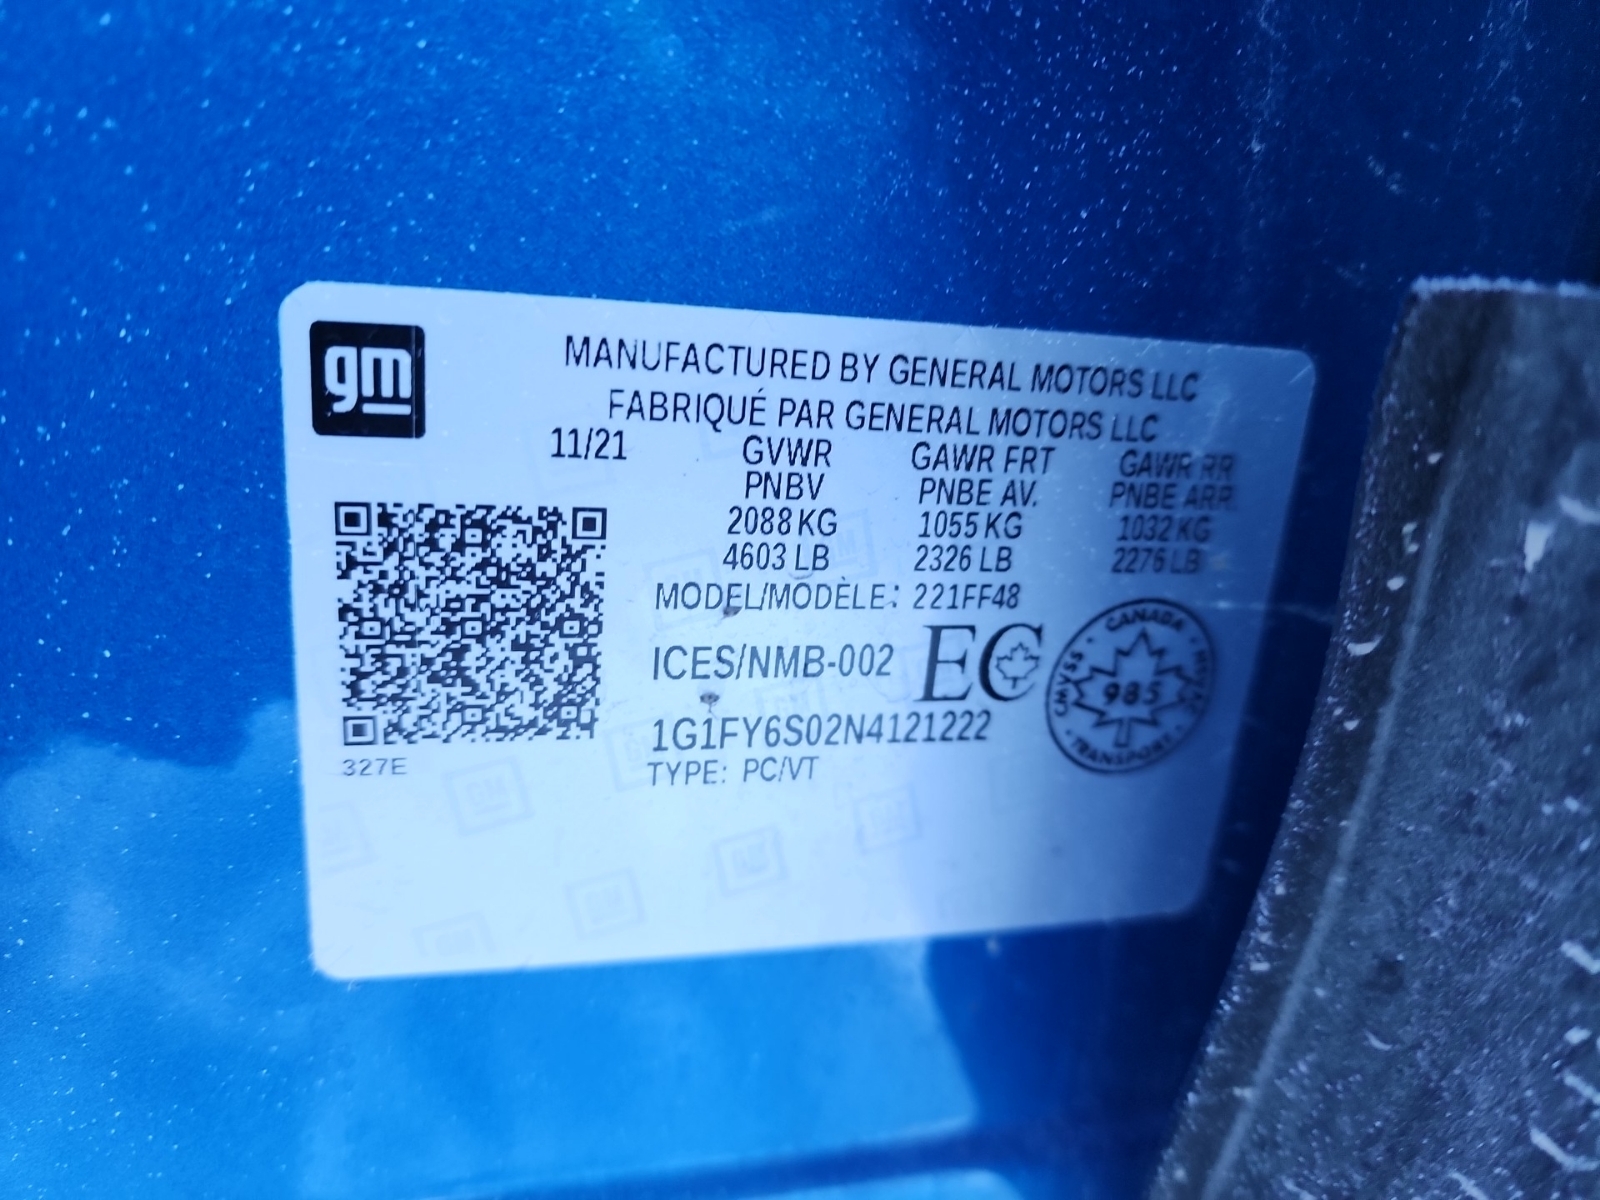 gm
MANUFACTURED BY GENERAL MOTORS LLC
FABRIQUÉ PAR GENERAL MOTORS LLC
11/21 GVWR GAWR FRT GAWR RR
PNBV PNBE AV. PNBE ARR
2088 KG 1055 KG 1032 KG
4603 LB 2326 LB 2276 LB
MODEL/MODÈLE: 221FF48
ICES/NMB-002 EC
CANADA
CMVSS 985
TRANSPORT
1G1FY6S02N4121222
TYPE: PC/VT
327E